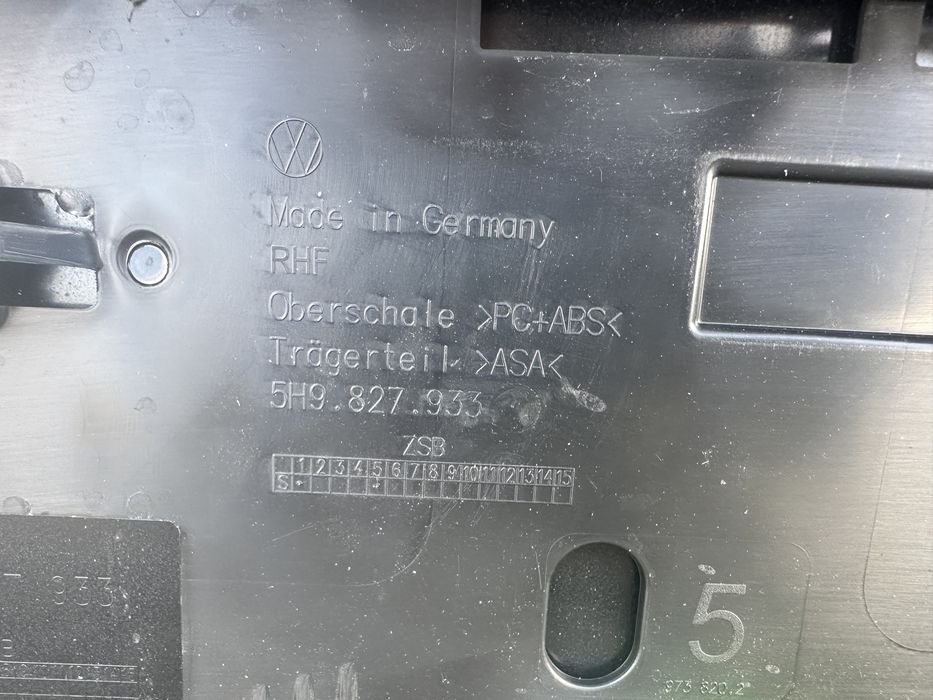 Made in Germany
RHF
Oberschale >PC+ABS<
Trägerteil >ASA<
5H9.827.933
ZSB
1 2 3 4 5 6 7 8 9 10 11 12 13 14 15
S
933
B
5